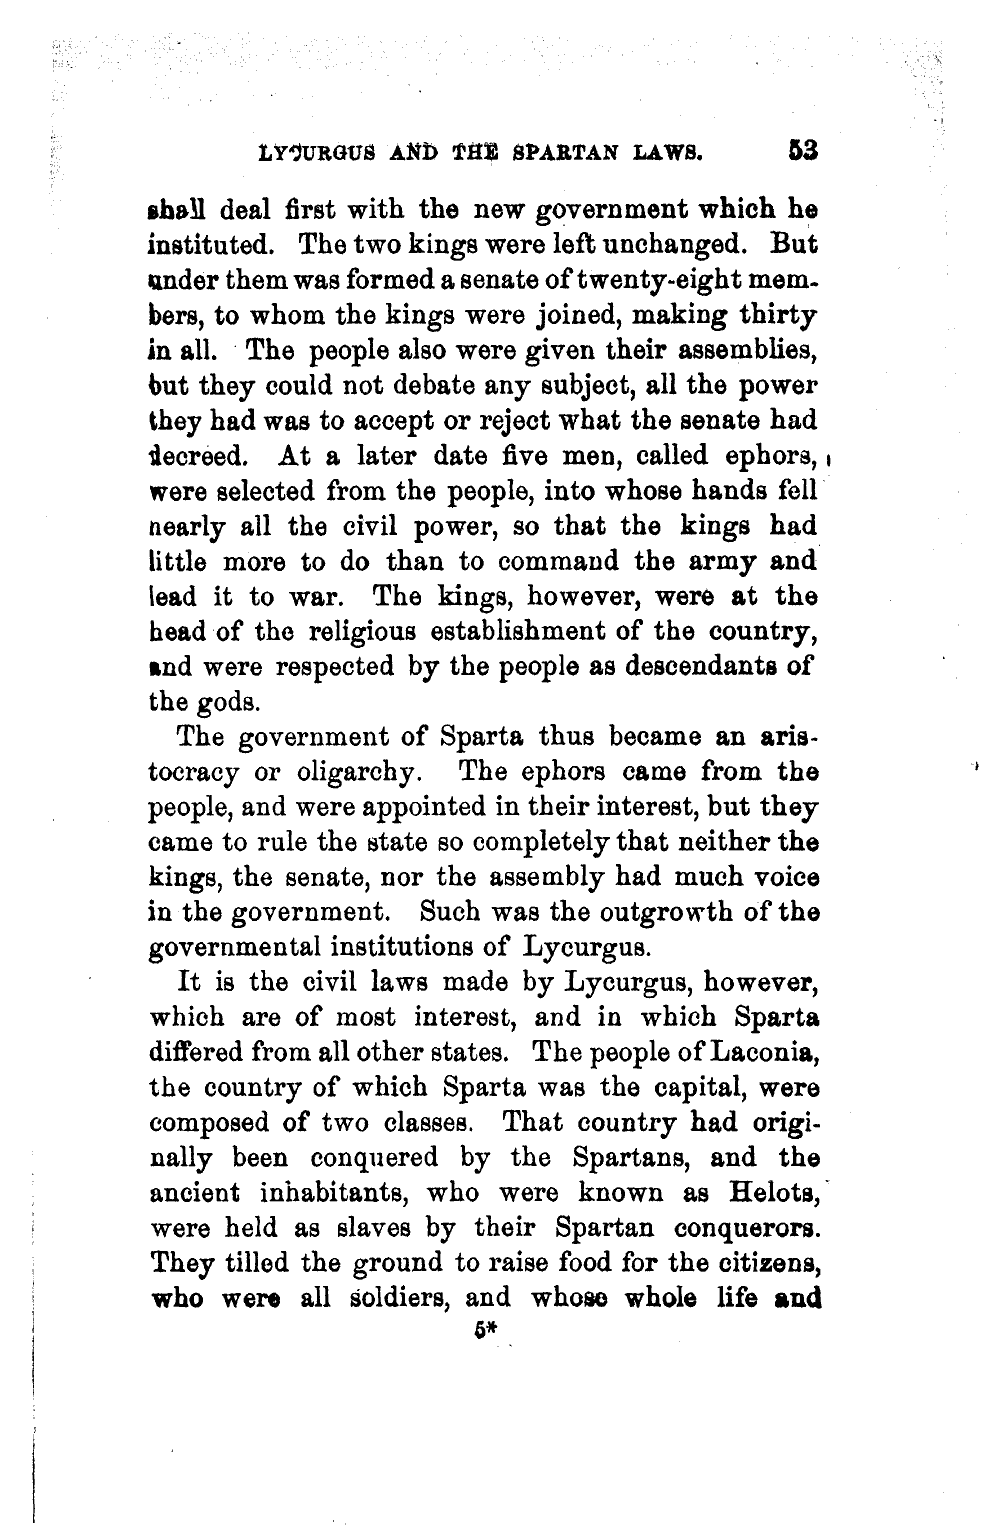 LYCURGUS AND THE SPARTAN LAWS. 53
shall deal first with the new government which he
instituted. The two kings were left unchanged. But
under them was formed a senate of twenty-eight mem-
bers, to whom the kings were joined, making thirty
in all. The people also were given their assemblies,
but they could not debate any subject, all the power
they had was to accept or reject what the senate had
decreed. At a later date five men, called ephors,
were selected from the people, into whose hands fell
nearly all the civil power, so that the kings had
little more to do than to command the army and
lead it to war. The kings, however, were at the
head of the religious establishment of the country,
and were respected by the people as descendants of
the gods.
The government of Sparta thus became an aris-
tocracy or oligarchy. The ephors came from the
people, and were appointed in their interest, but they
came to rule the state so completely that neither the
kings, the senate, nor the assembly had much voice
in the government. Such was the outgrowth of the
governmental institutions of Lycurgus.
It is the civil laws made by Lycurgus, however,
which are of most interest, and in which Sparta
differed from all other states. The people of Laconia,
the country of which Sparta was the capital, were
composed of two classes. That country had origi-
nally been conquered by the Spartans, and the
ancient inhabitants, who were known as Helots,
were held as slaves by their Spartan conquerors.
They tilled the ground to raise food for the citizens,
who were all soldiers, and whose whole life and
5*